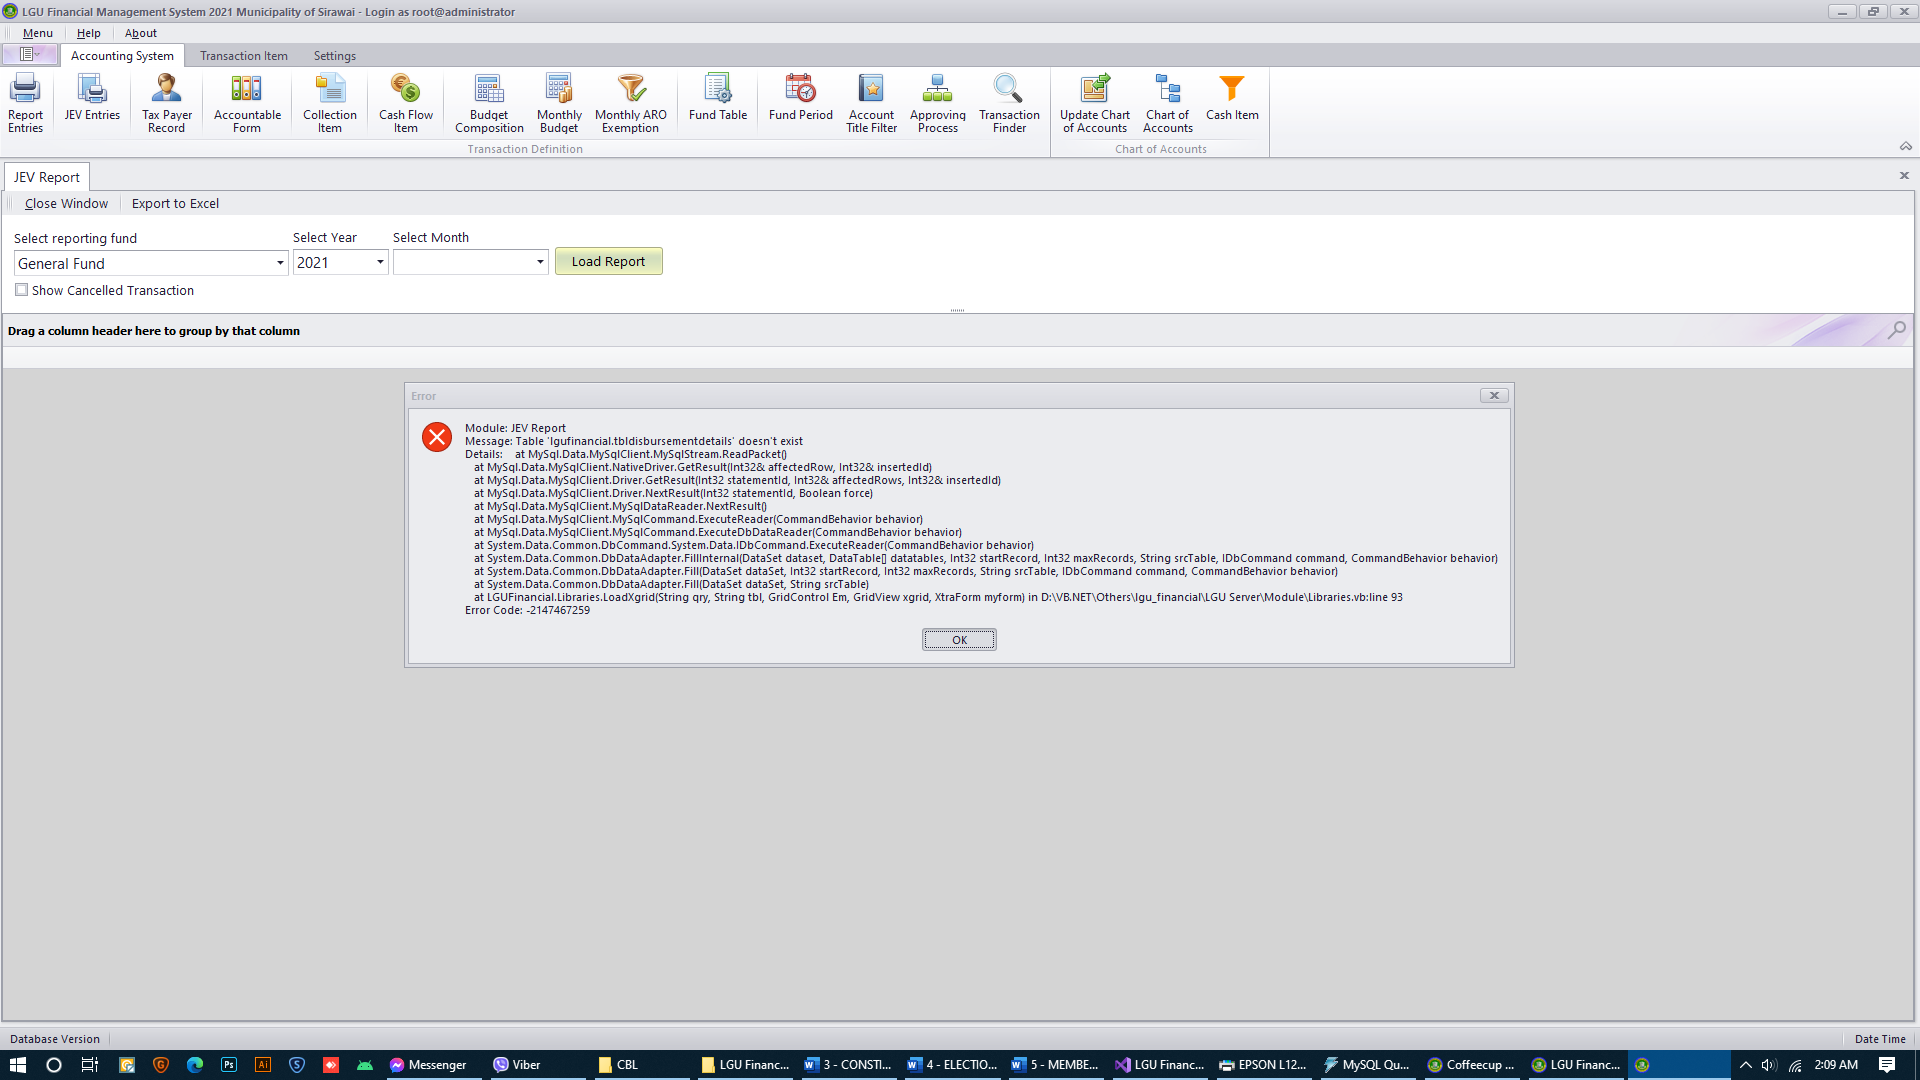 LGU Financial Management System 2021 Municipality of Sirawai - Login as root@administrator
Menu Help About
Accounting System Transaction Item Settings
Report Entries
JEV Entries
Tax Payer Record
Accountable Form
Collection Item
Cash Flow Item
Budget Composition
Monthly Budget
Monthly ARO Exemption
Fund Table
Fund Period
Account Title Filter
Approving Process
Transaction Finder
Update Chart of Accounts
Chart of Accounts
Cash Item
Transaction Definition
Chart of Accounts
JEV Report
Close Window Export to Excel
Select reporting fund Select Year Select Month
General Fund 2021 Load Report
Show Cancelled Transaction
Drag a column header here to group by that column
Error
Module: JEV Report
Message: Table 'lgufinancial.tbldisbursementdetails' doesn't exist
Details: at MySql.Data.MySqlClient.MySqlStream.ReadPacket()
at MySql.Data.MySqlClient.NativeDriver.GetResult(Int32& affectedRow, Int32& insertedId)
at MySql.Data.MySqlClient.Driver.GetResult(Int32 statementId, Int32& affectedRows, Int32& insertedId)
at MySql.Data.MySqlClient.Driver.NextResult(Int32 statementId, Boolean force)
at MySql.Data.MySqlClient.MySqlDataReader.NextResult()
at MySql.Data.MySqlClient.MySqlCommand.ExecuteReader(CommandBehavior behavior)
at MySql.Data.MySqlClient.MySqlCommand.ExecuteDbDataReader(CommandBehavior behavior)
at System.Data.Common.DbCommand.System.Data.IDbCommand.ExecuteReader(CommandBehavior behavior)
at System.Data.Common.DbDataAdapter.FillInternal(DataSet dataset, DataTable[] datatables, Int32 startRecord, Int32 maxRecords, String srcTable, IDbCommand command, CommandBehavior behavior)
at System.Data.Common.DbDataAdapter.Fill(DataSet dataSet, Int32 startRecord, Int32 maxRecords, String srcTable, IDbCommand command, CommandBehavior behavior)
at System.Data.Common.DbDataAdapter.Fill(DataSet dataSet, String srcTable)
at LGUFinancial.Libraries.LoadXgrid(String qry, String tbl, GridControl Em, GridView xgrid, XtraForm myform) in D:\VB.NET\Others\lgu_financial\LGU Server\Module\Libraries.vb:line 93
Error Code: -2147467259
OK
Database Version Date Time
Ps Ai Messenger Viber CBL LGU Financ... 3 - CONSTI... 4 - ELECTIO... 5 - MEMBE... LGU Financ... EPSON L12... MySQL Qu... Coffeecup ... LGU Financ... 2:09 AM